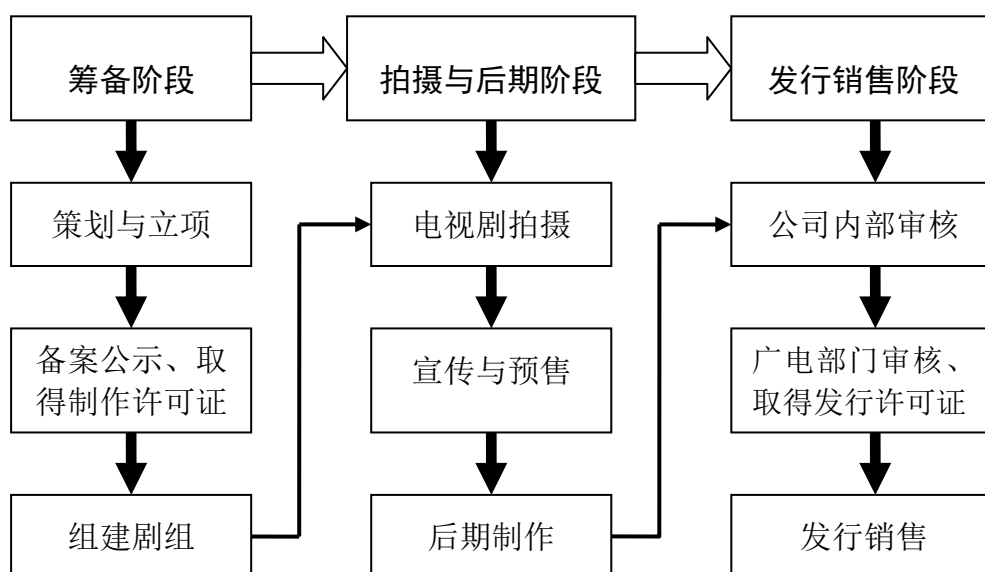 筹备阶段
拍摄与后期阶段
发行销售阶段
策划与立项
电视剧拍摄
公司内部审核
备案公示、取
得制作许可证
宣传与预售
广电部门审核、
取得发行许可证
组建剧组
后期制作
发行销售